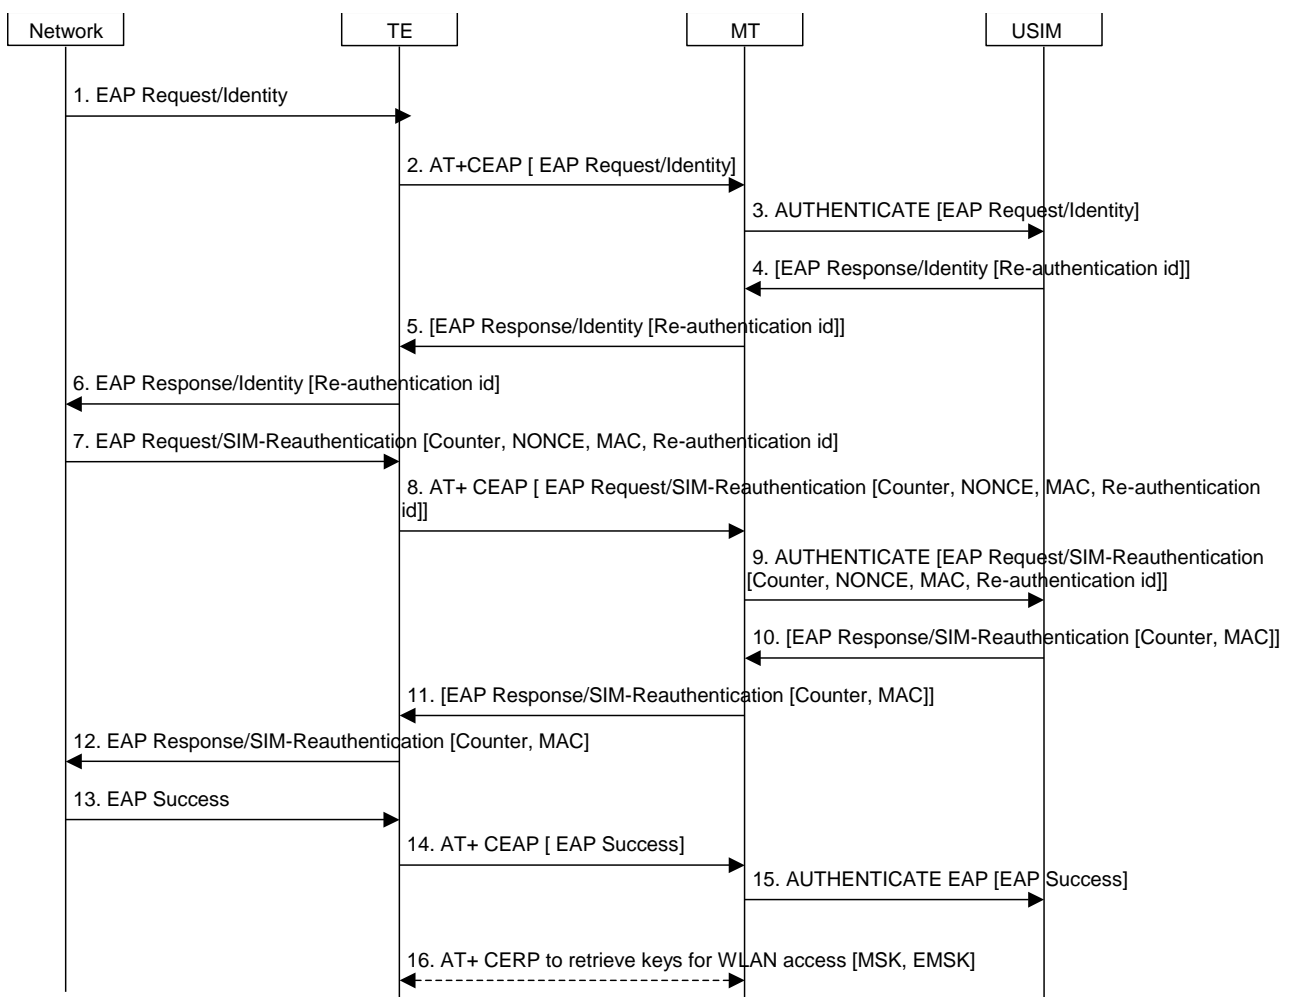 Network
TE
MT
USIM
1. EAP Request/Identity
2. AT+CEAP [ EAP Request/Identity]
3. AUTHENTICATE [EAP Request/Identity]
4. [EAP Response/Identity [Re-authentication id]]
5. [EAP Response/Identity [Re-authentication id]]
6. EAP Response/Identity [Re-authentication id]
7. EAP Request/SIM-Reauthentication [Counter, NONCE, MAC, Re-authentication id]
8. AT+ CEAP [ EAP Request/SIM-Reauthentication [Counter, NONCE, MAC, Re-authentication
id]]
9. AUTHENTICATE [EAP Request/SIM-Reauthentication
[Counter, NONCE, MAC, Re-authentication id]]
10. [EAP Response/SIM-Reauthentication [Counter, MAC]]
11. [EAP Response/SIM-Reauthentication [Counter, MAC]]
12. EAP Response/SIM-Reauthentication [Counter, MAC]
13. EAP Success
14. AT+ CEAP [ EAP Success]
15. AUTHENTICATE EAP [EAP Success]
16. AT+ CERP to retrieve keys for WLAN access [MSK, EMSK]